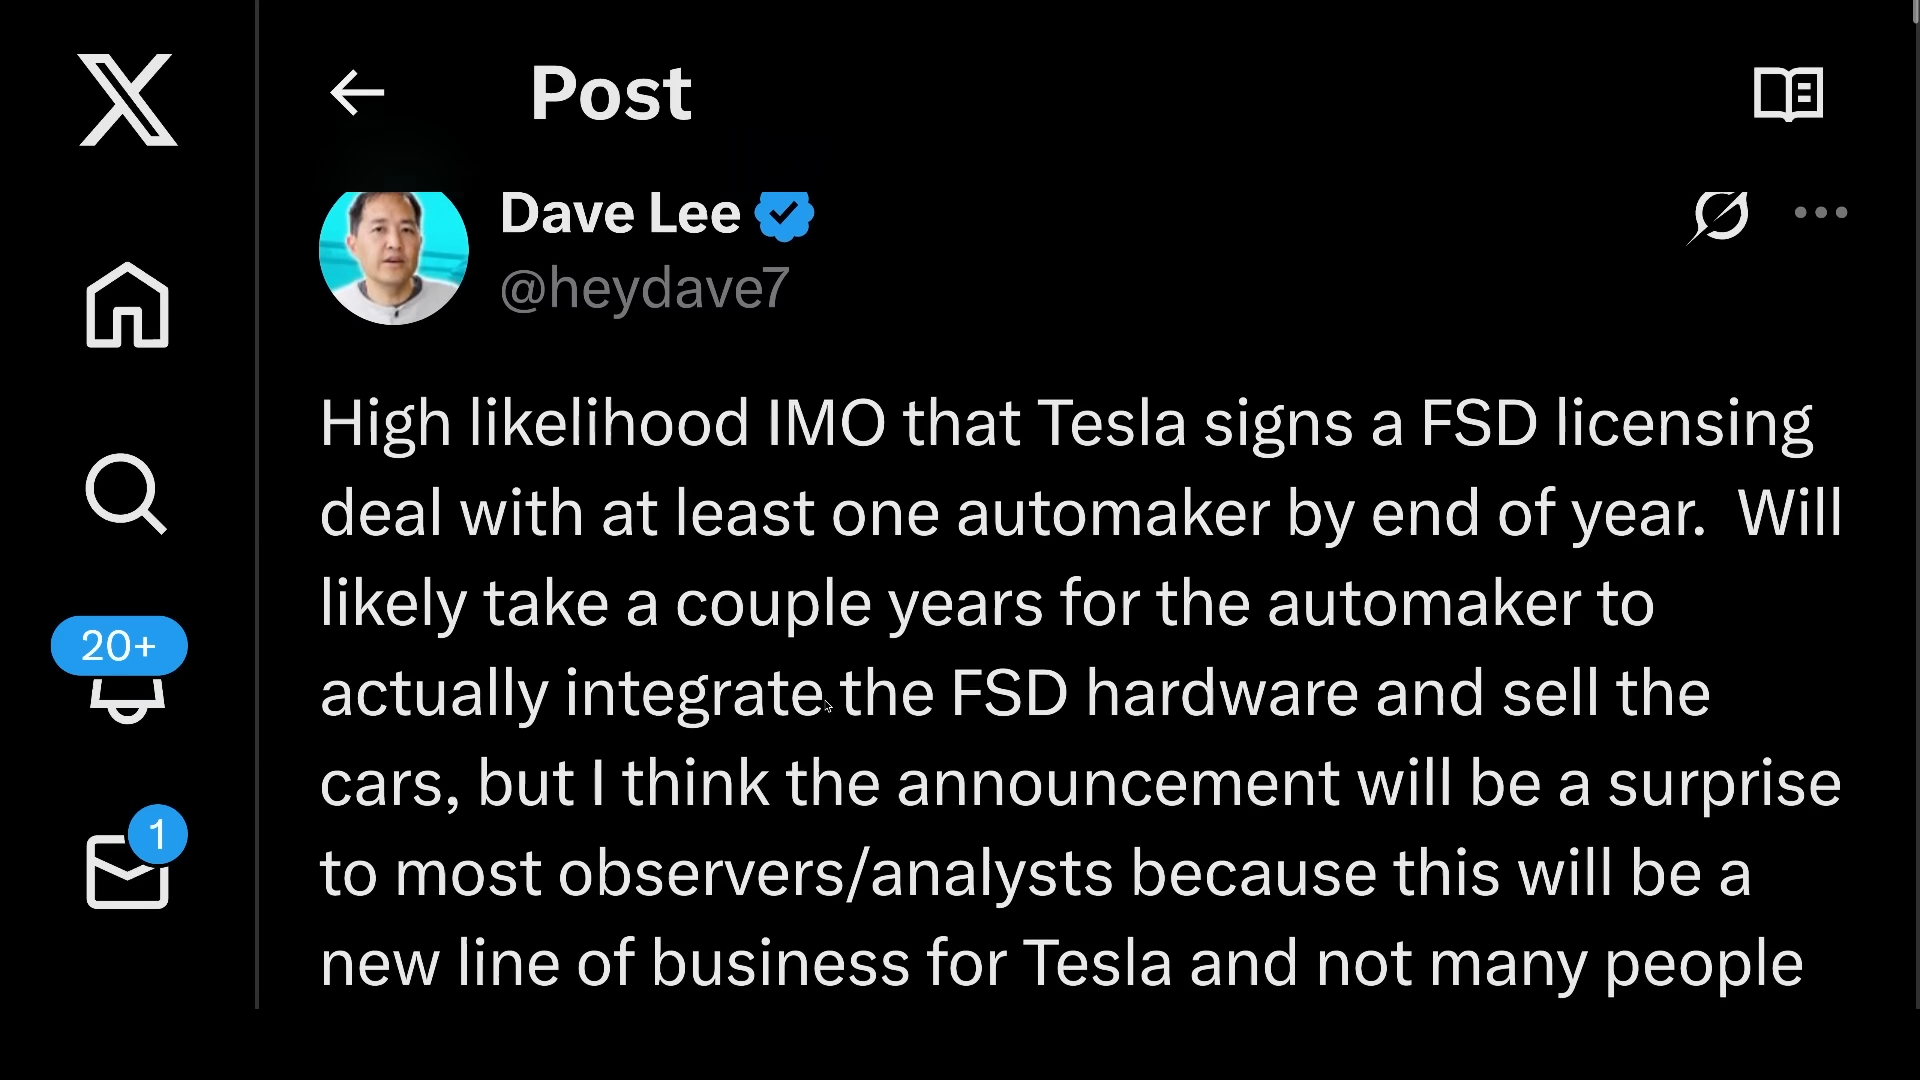 Post
Dave Lee
@heydave7
High likelihood IMO that Tesla signs a FSD licensing
deal with at least one automaker by end of year.  Will
likely take a couple years for the automaker to
actually integrate the FSD hardware and sell the
cars, but I think the announcement will be a surprise
to most observers/analysts because this will be a
new line of business for Tesla and not many people
20+
1